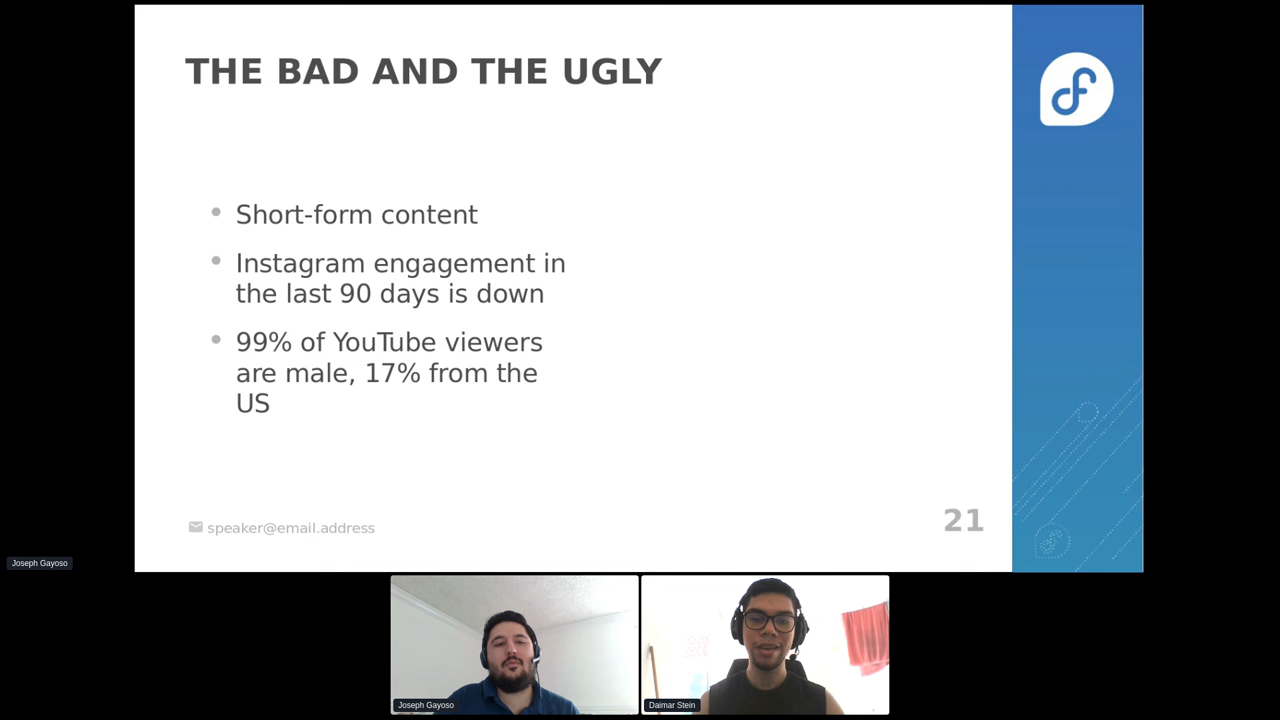 THE BAD AND THE UGLY
Short-form content
Instagram engagement in
the last 90 days is down
99% of YouTube viewers
are male, 17% from the
US
speaker@email.address
21
Joseph Gayoso
Joseph Gayoso
Daimar Stein